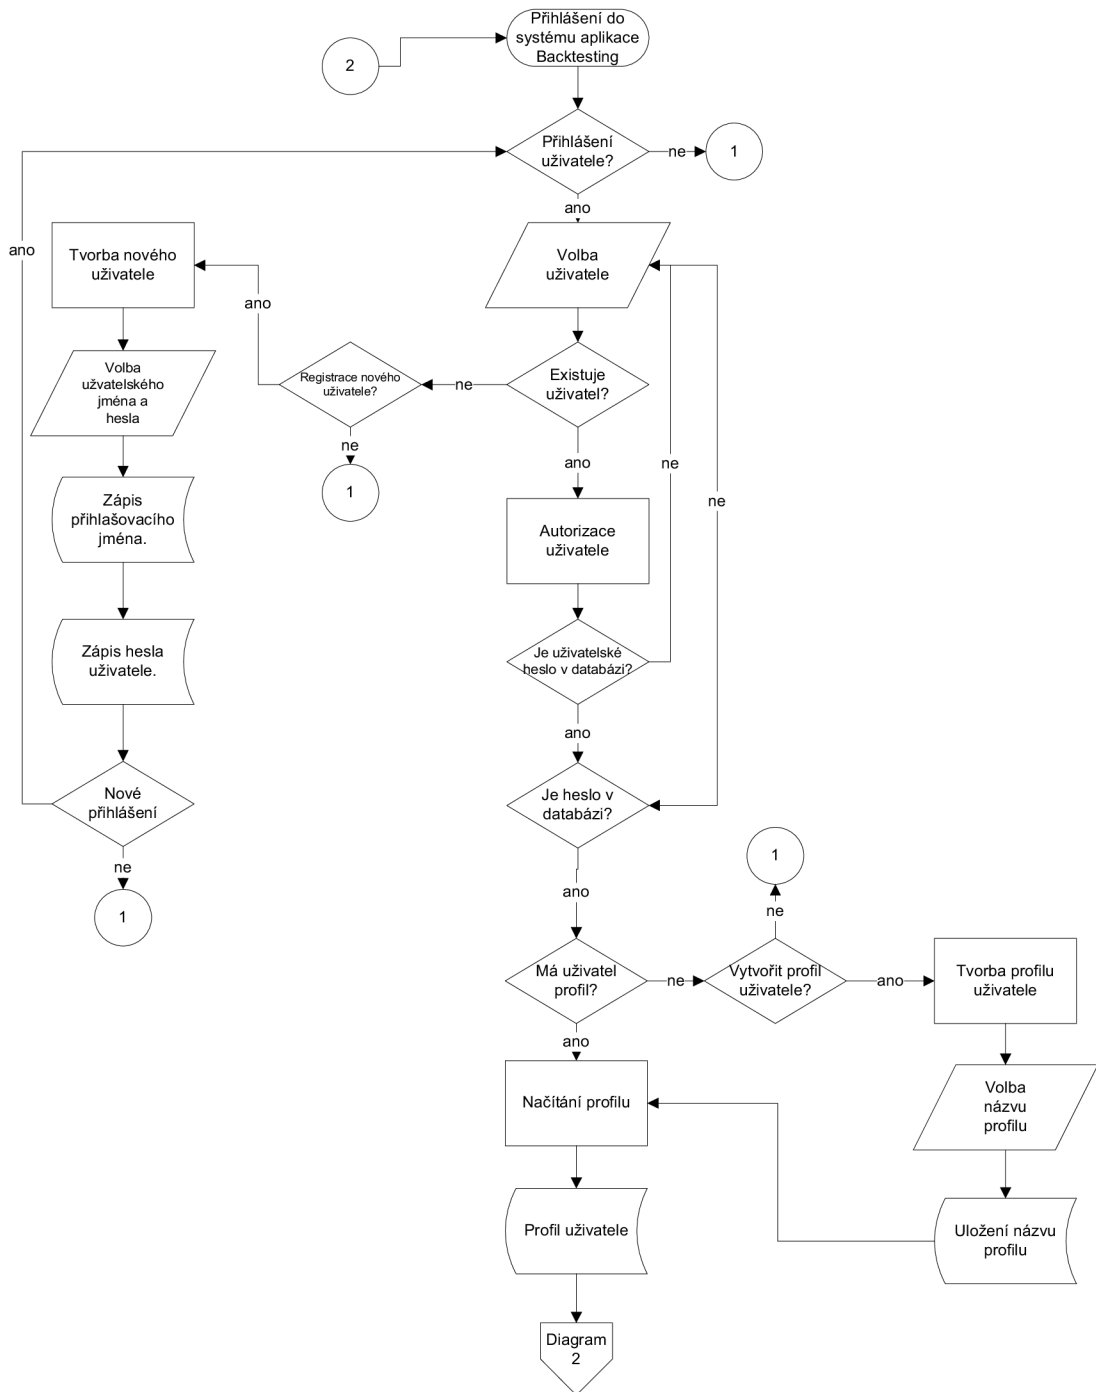 Přihlášení do
systému aplikace
Backtesting
2
Přihlášení
uživatele?
ne
1
ano
ano
Tvorba nového
uživatele
Volba
uživatele
ano
Volba
užvatelského
jména a
hesla
Registrace nového
uživatele?
ne
Existuje
uživatel?
ne
1
ano
ne
ne
Zápis
přihlašovacího
jména.
Autorizace
uživatele
Zápis hesla
uživatele.
Je uživatelské
heslo v databázi?
ano
Nové
přihlášení
Je heslo v
databázi?
ne
1
ano
1
ne
Má uživatel
profil?
ne
Vytvořit profil
uživatele?
ano
Tvorba profilu
uživatele
ano
Načítání profilu
Volba
názvu
profilu
Profil uživatele
Uložení názvu
profilu
Diagram
2